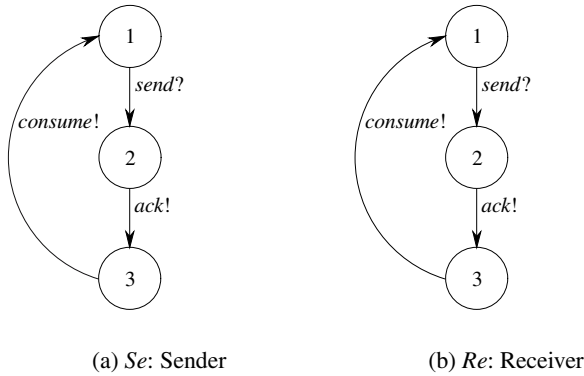 1
send?
consume!
2
ack!
3
(a) Se: Sender
1
send?
consume!
2
ack!
3
(b) Re: Receiver